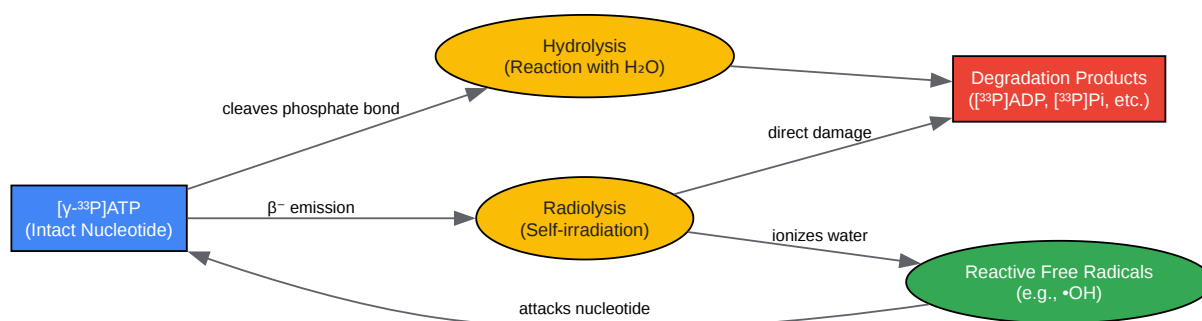 Hydrolysis
(Reaction with H₂O)
Degradation Products
([³³P]ADP, [³³P]Pi, etc.)
cleaves phosphate bond
direct damage
[γ-³³P]ATP
(Intact Nucleotide)
β⁻ emission
Radiolysis
(Self-irradiation)
ionizes water
Reactive Free Radicals
(e.g., •OH)
attacks nucleotide